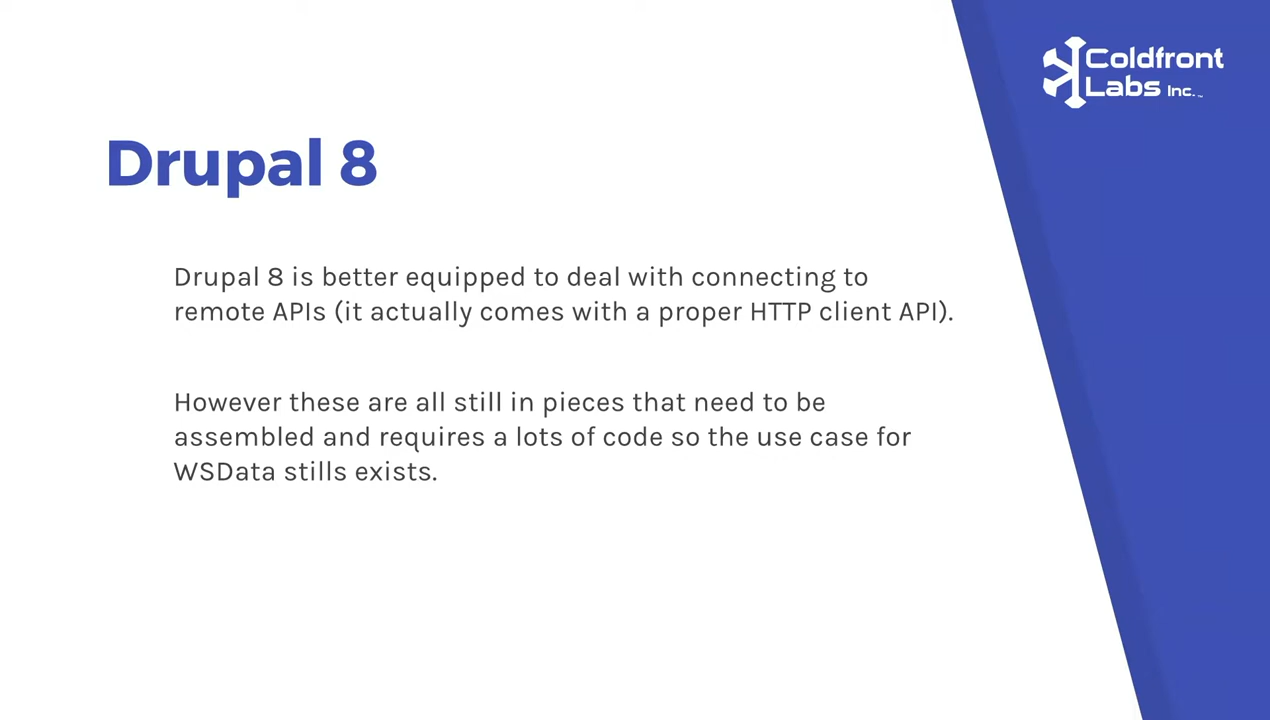 Coldfront
Labs Inc.
Drupal 8
Drupal 8 is better equipped to deal with connecting to
remote APIs (it actually comes with a proper HTTP client API).
However these are all still in pieces that need to be
assembled and requires a lots of code so the use case for
WSData stills exists.